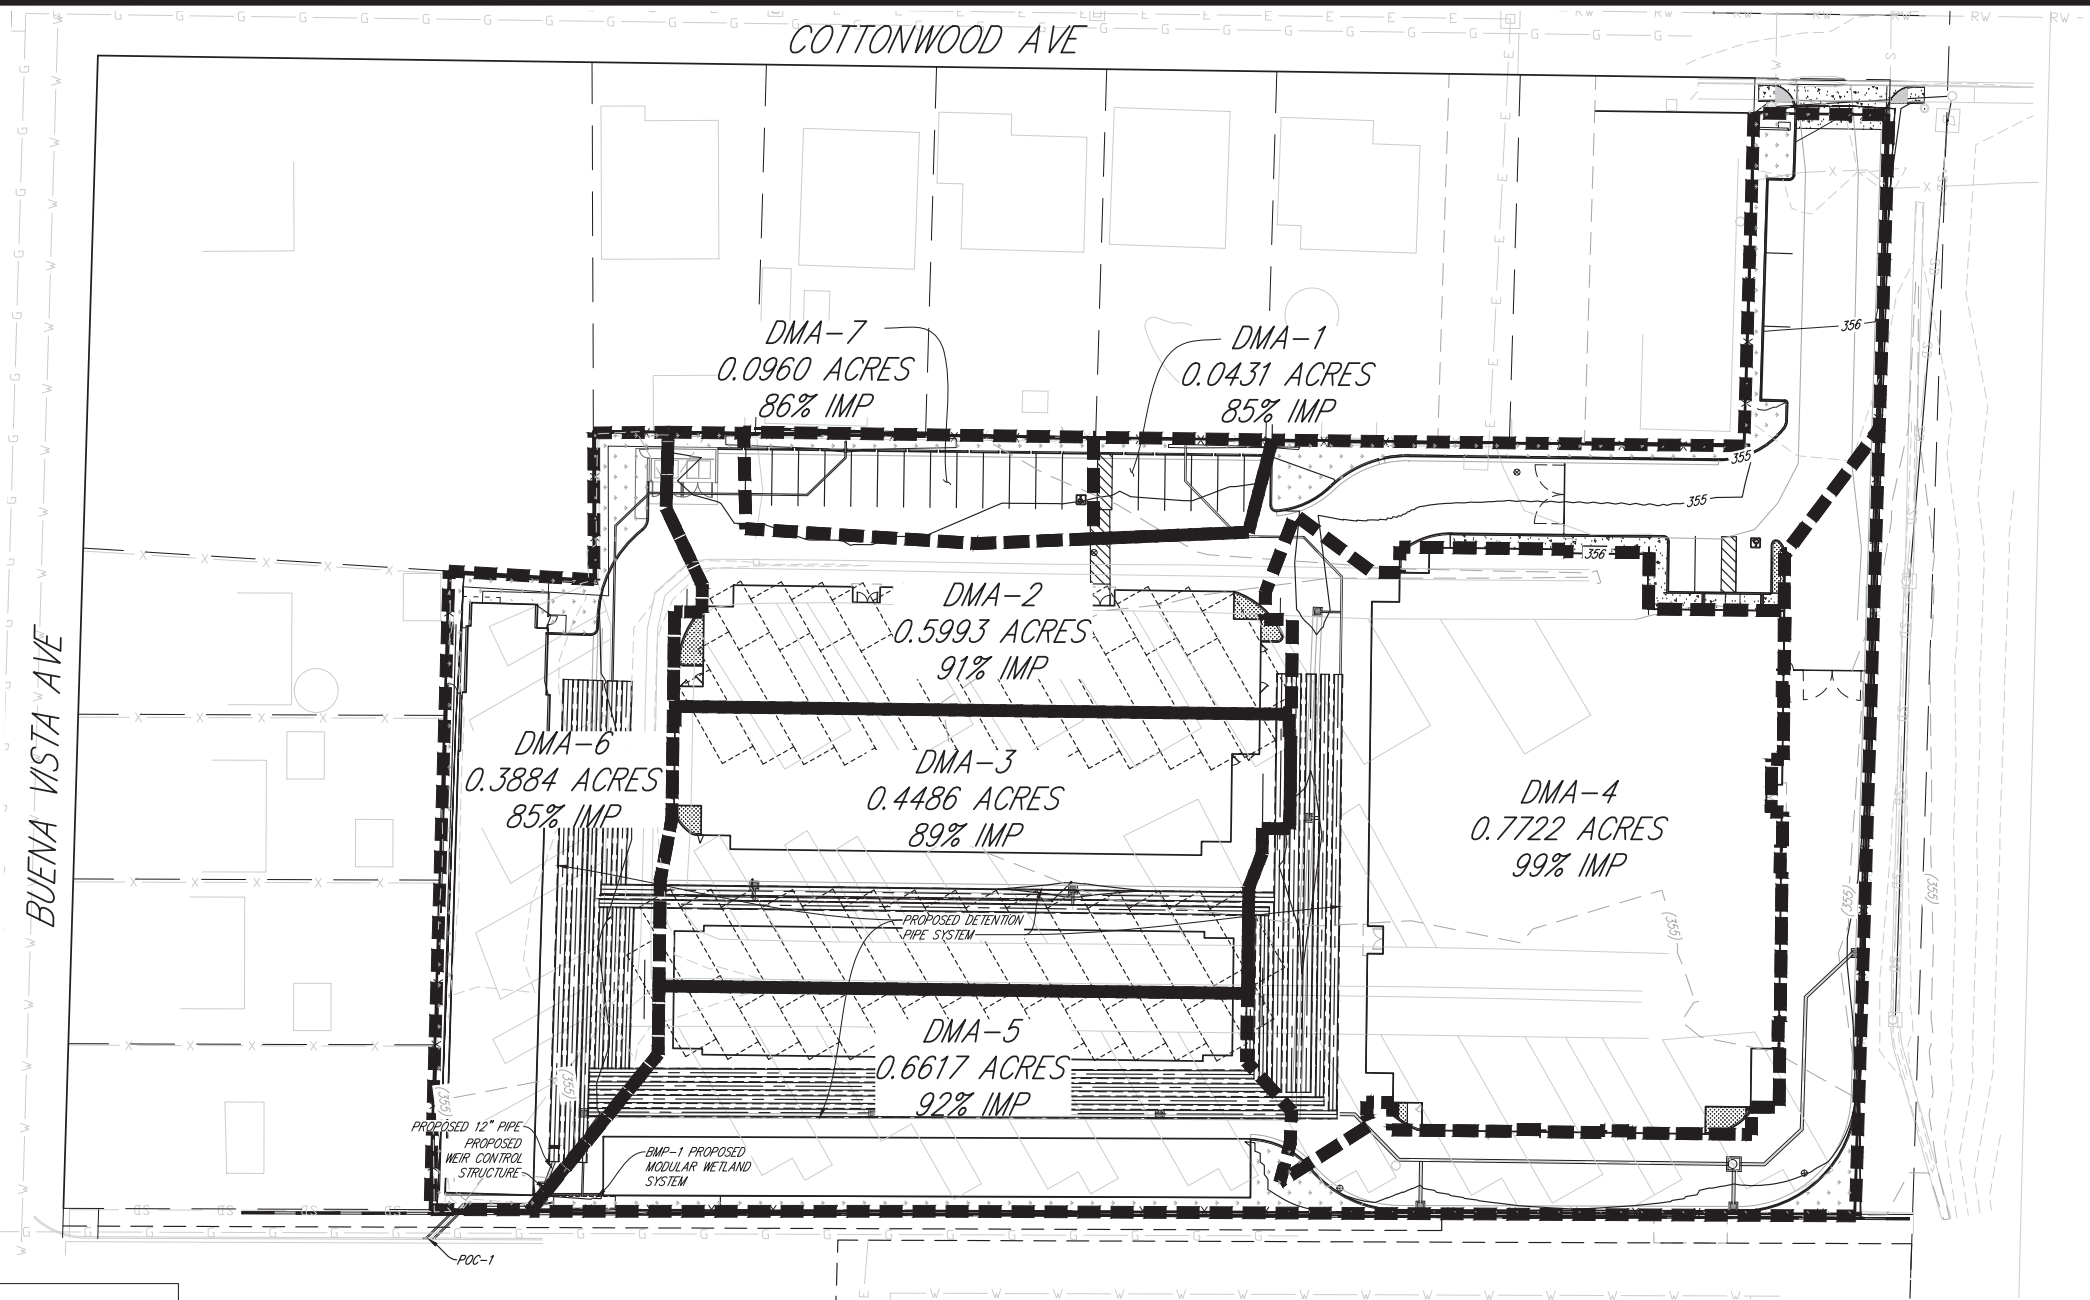 COTTONWOOD AVE
BUENA VISTA AVE
DMA-7
0.0960 ACRES
86% IMP
DMA-1
0.0431 ACRES
85% IMP
356
355
355
356
DMA-2
0.5993 ACRES
91% IMP
DMA-6
0.3884 ACRES
85% IMP
DMA-3
0.4486 ACRES
89% IMP
DMA-4
0.7722 ACRES
99% IMP
PROPOSED DETENTION
PIPE SYSTEM
(355)
(355)
(355)
DMA-5
0.6617 ACRES
92% IMP
(355)
(355)
PROPOSED 12" PIPE
PROPOSED
WEIR CONTROL
STRUCTURE
BMP-1 PROPOSED
MODULAR WETLAND
SYSTEM
POC-1